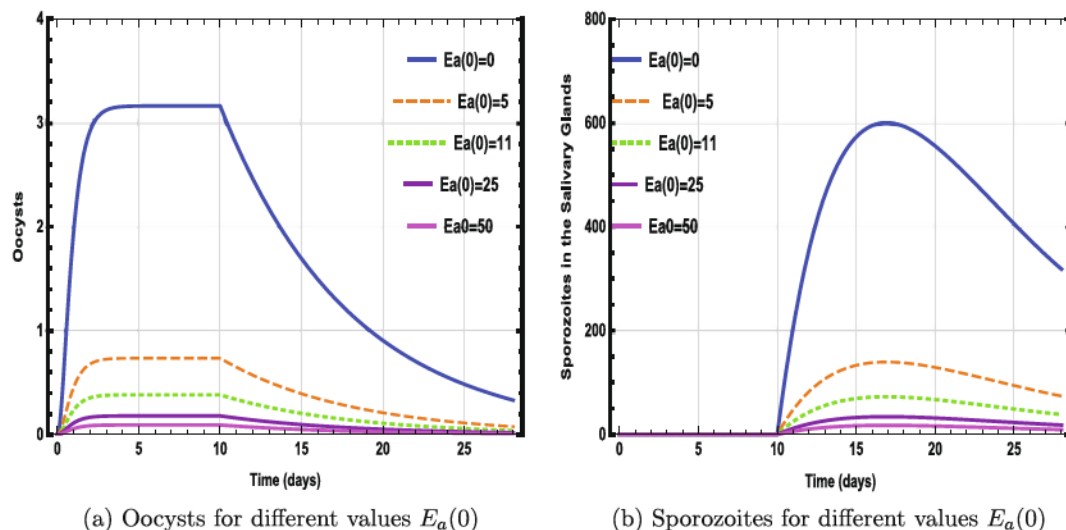 4
3
2
1
0
Oocysts
Ea(0)=0
Ea(0)=5
Ea(0)=11
Ea(0)=25
Ea0=50
0 5 10 15 20 25
Time (days)
(a) Oocysts for different values E_a(0)
800
600
400
200
0
Sporozoites in the Salivary Glands
Ea(0)=0
Ea(0)=5
Ea(0)=11
Ea(0)=25
Ea0=50
0 5 10 15 20 25
Time (days)
(b) Sporozoites for different values E_a(0)